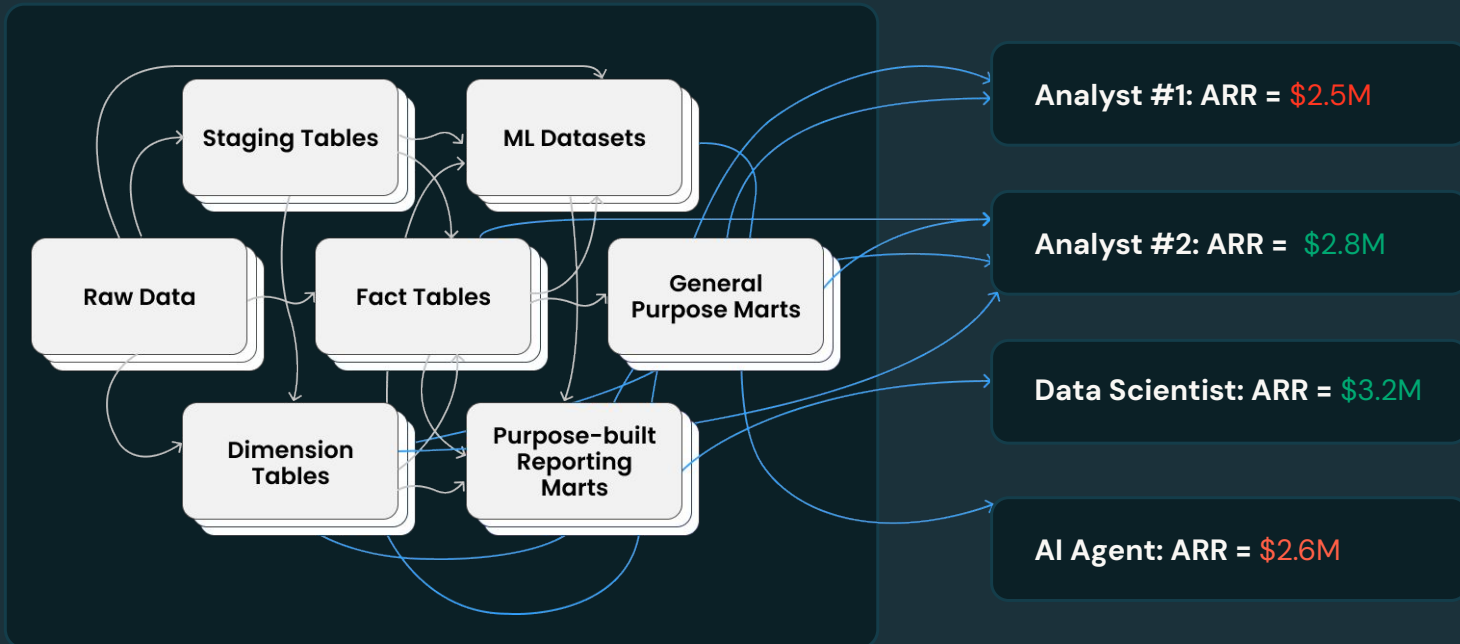 Staging Tables
ML Datasets
Raw Data
Fact Tables
General
Purpose Marts
Dimension
Tables
Purpose-built
Reporting
Marts
Analyst #1: ARR = $2.5M
Analyst #2: ARR = $2.8M
Data Scientist: ARR = $3.2M
AI Agent: ARR = $2.6M